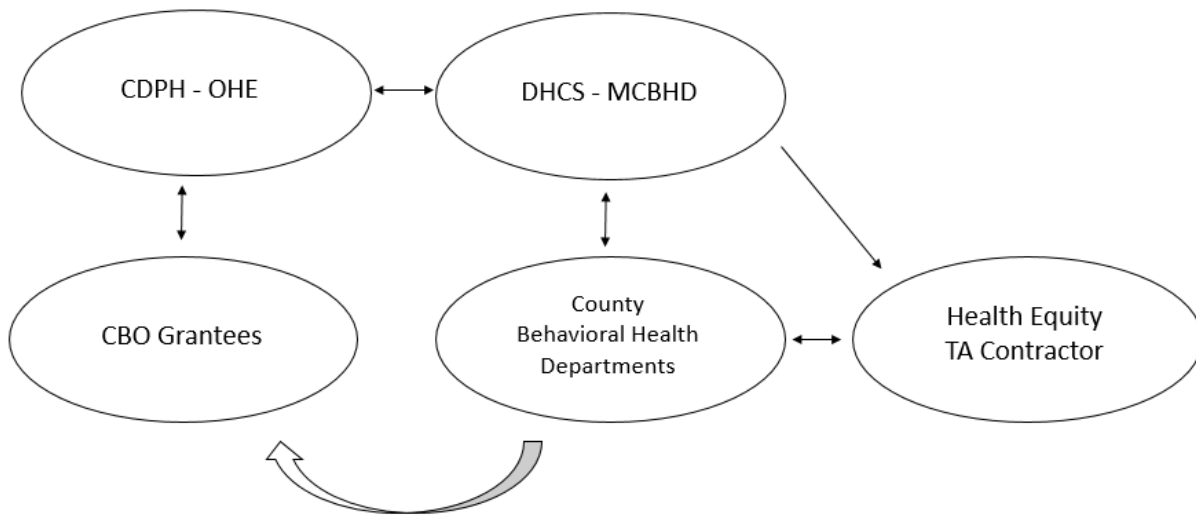 CDPH - OHE
DHCS - MCBHD
CBO Grantees
County
Behavioral Health
Departments
Health Equity
TA Contractor